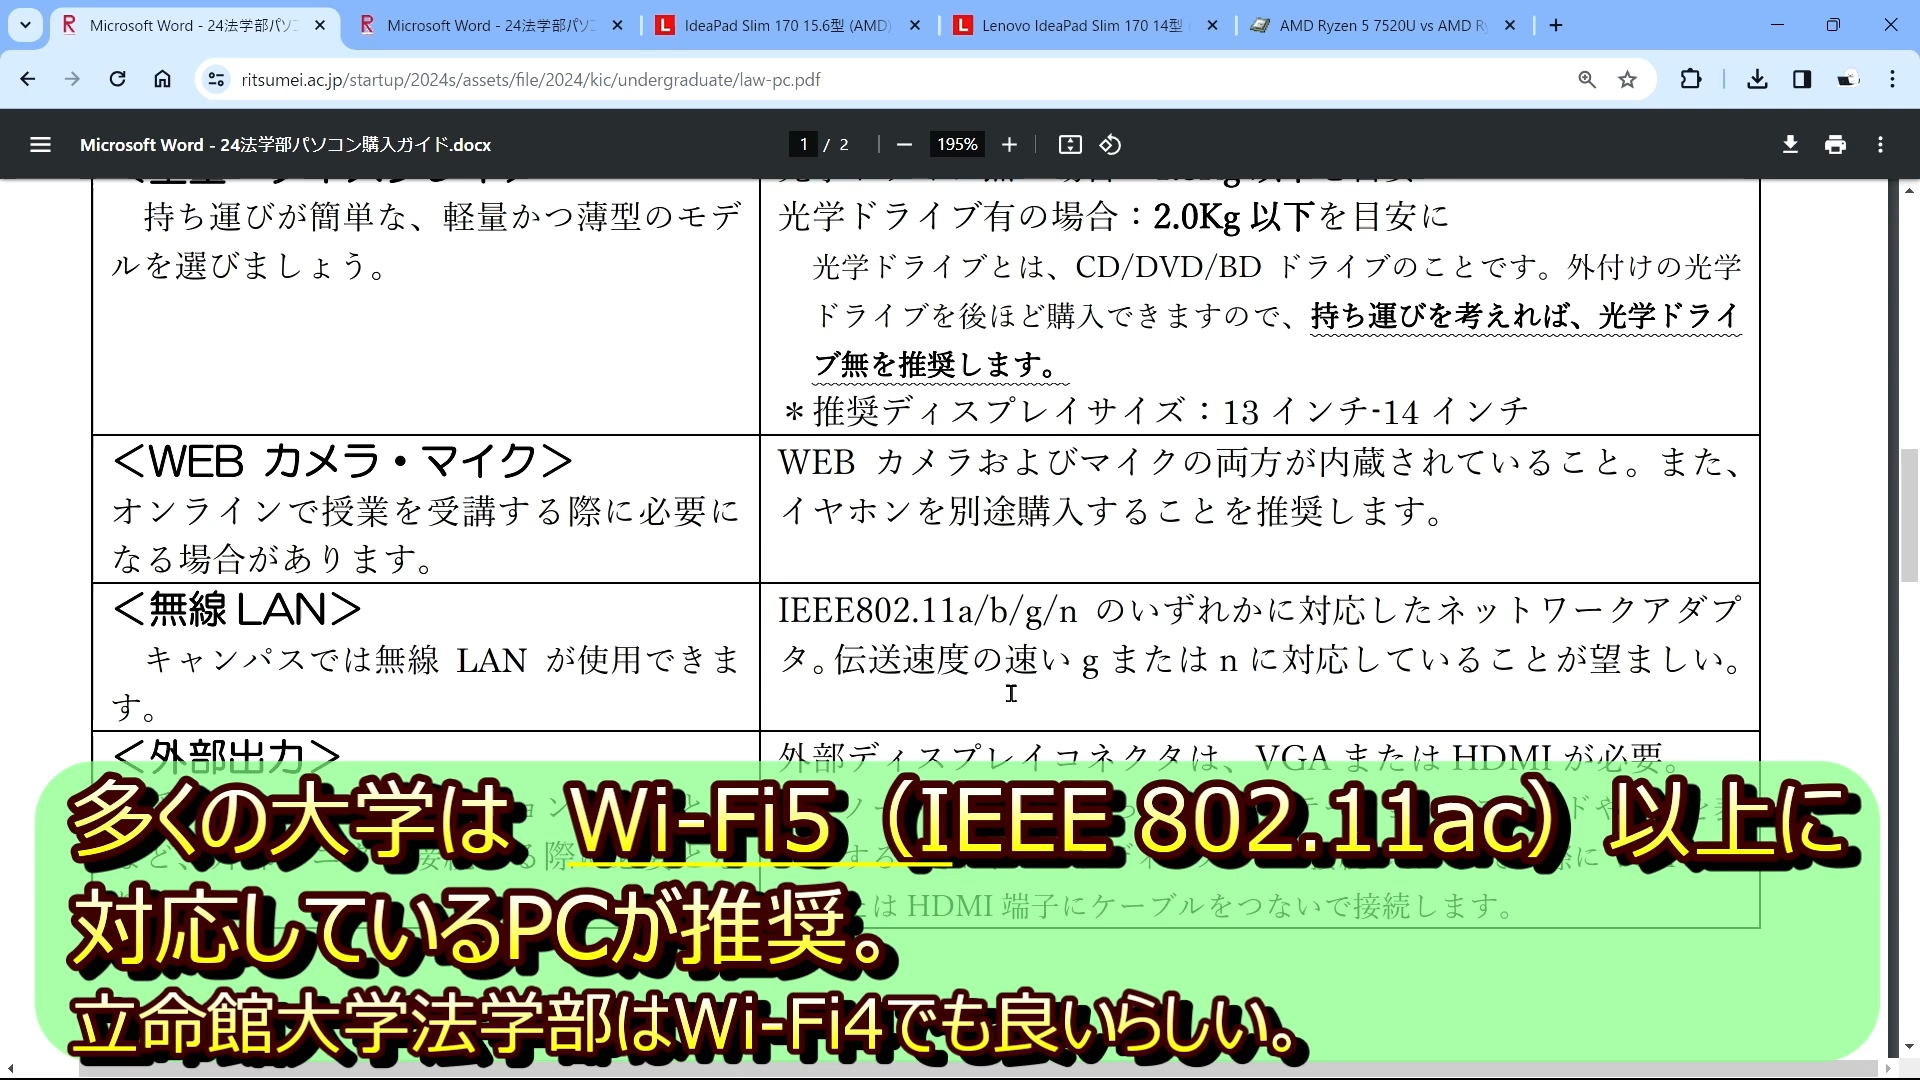 Microsoft Word - 24法学部パソ
Microsoft Word - 24法学部パソ
IdeaPad Slim 170 15.6型 (AMD)
Lenovo IdeaPad Slim 170 14型
AMD Ryzen 5 7520U vs AMD R
ritsumei.ac.jp/startup/2024s/assets/file/2024/kic/undergraduate/law-pc.pdf
Microsoft Word - 24法学部パソコン購入ガイド.docx
1 / 2
195%
持ち運びが簡単な、軽量かつ薄型のモデ
ルを選びましょう。
光学ドライブ有の場合：2.0Kg 以下を目安に
光学ドライブとは、CD/DVD/BD ドライブのことです。外付けの光学
ドライブを後ほど購入できますので、持ち運びを考えれば、光学ドライ
ブ無を推奨します。
＊推奨ディスプレイサイズ：13 インチ-14 インチ
＜WEB カメラ・マイク＞
オンラインで授業を受講する際に必要に
なる場合があります。
WEB カメラおよびマイクの両方が内蔵されていること。また、
イヤホンを別途購入することを推奨します。
＜無線 LAN＞
キャンパスでは無線 LAN が使用できま
す。
IEEE802.11a/b/g/n のいずれかに対応したネットワークアダプ
タ。伝送速度の速い g または n に対応していることが望ましい。
＜外部出力＞
外部ディスプレイコネクタは、VGA または HDMI が必要。
は HDMI 端子にケーブルをつないで接続します。
多くの大学は Wi-Fi5（IEEE 802.11ac）以上に
対応しているPCが推奨。
立命館大学法学部はWi-Fi4でも良いらしい。